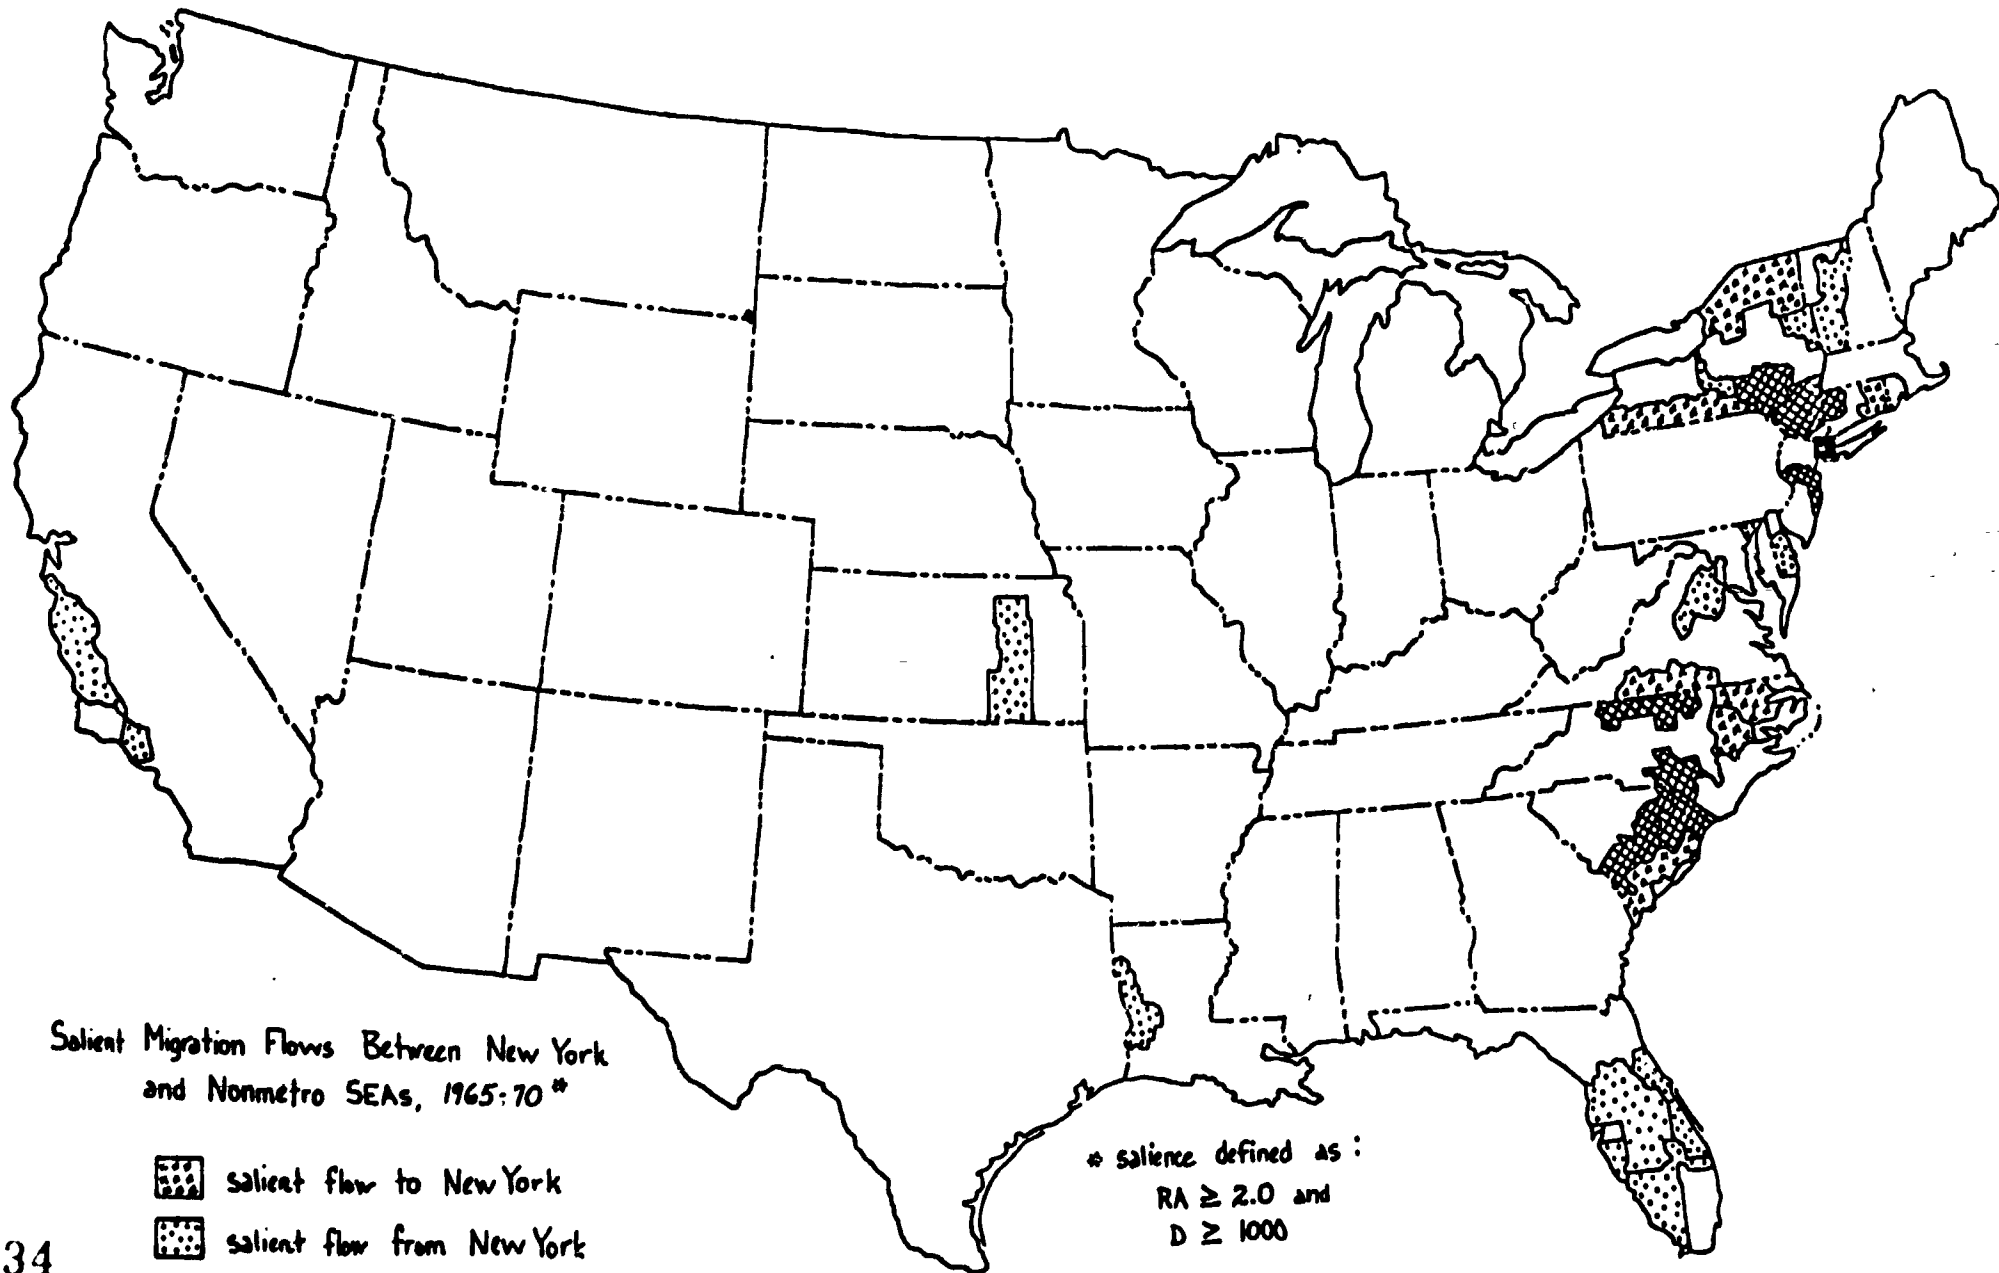 Salient Migration Flows Between New York
and Nonmetro SEAs, 1965-70*
salient flow to New York
salient flow from New York
* salience defined as :
RA ≥ 2.0 and
D ≥ 1000
34